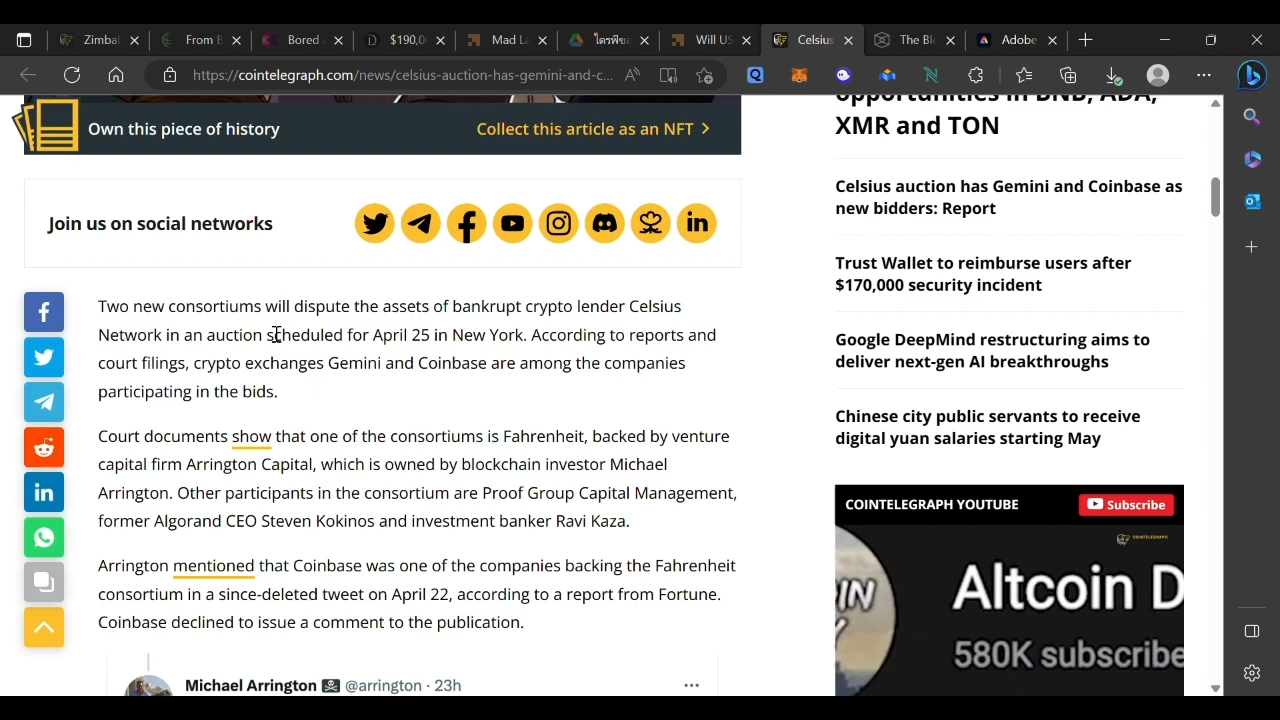 Zimbal
From B
Bored
$190,0
Mad L
ใครพีข
Will US
Celsius
The Blo
Adobe
https://cointelegraph.com/news/celsius-auction-has-gemini-and-c...
Own this piece of history
Collect this article as an NFT
Join us on social networks
Two new consortiums will dispute the assets of bankrupt crypto lender Celsius
Network in an auction scheduled for April 25 in New York. According to reports and
court filings, crypto exchanges Gemini and Coinbase are among the companies
participating in the bids.
Court documents show that one of the consortiums is Fahrenheit, backed by venture
capital firm Arrington Capital, which is owned by blockchain investor Michael
Arrington. Other participants in the consortium are Proof Group Capital Management,
former Algorand CEO Steven Kokinos and investment banker Ravi Kaza.
Arrington mentioned that Coinbase was one of the companies backing the Fahrenheit
consortium in a since-deleted tweet on April 22, according to a report from Fortune.
Coinbase declined to issue a comment to the publication.
Michael Arrington @arrington · 23h
opportunities in BNB, ADA,
XMR and TON
Celsius auction has Gemini and Coinbase as
new bidders: Report
Trust Wallet to reimburse users after
$170,000 security incident
Google DeepMind restructuring aims to
deliver next-gen AI breakthroughs
Chinese city public servants to receive
digital yuan salaries starting May
COINTELEGRAPH YOUTUBE
Subscribe
COINTELEGRAPH
Altcoin D
580K subscribe